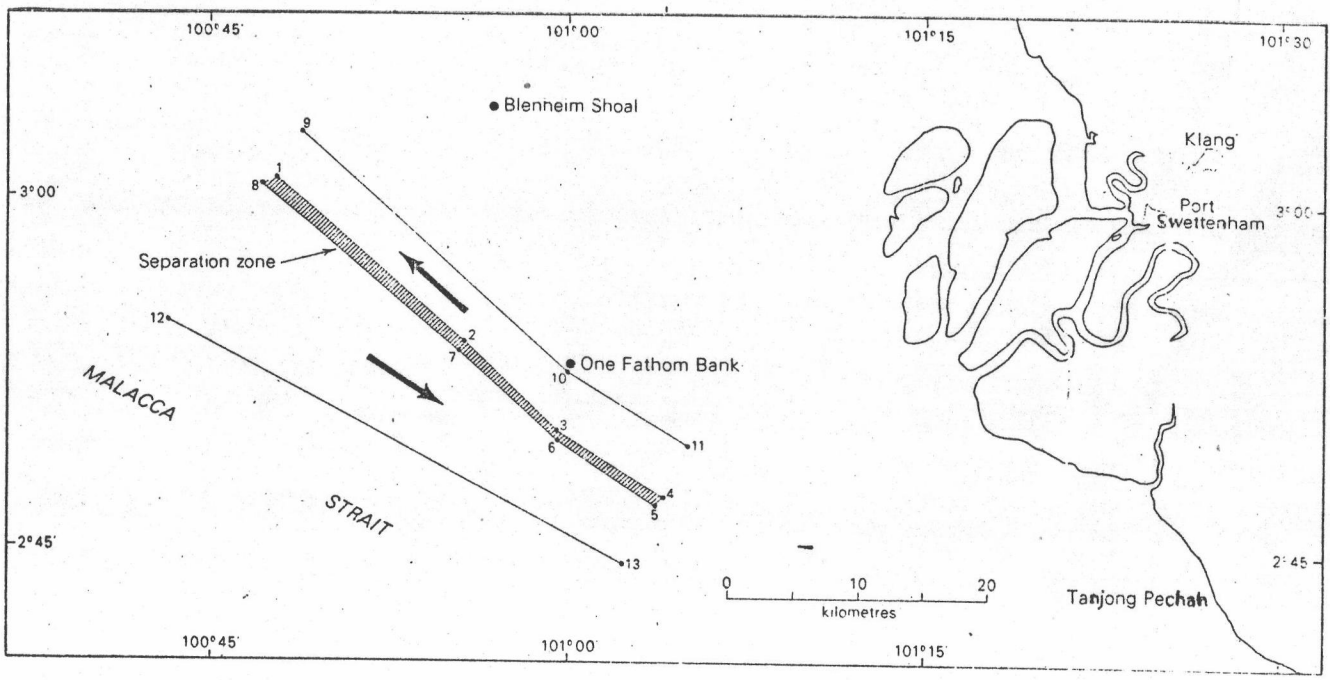 100°45' 101°00' 101°15' 101°30
9
Blenheim Shoal
Klang
1
8
3°00'
Port
Swettenham
3°00'
Separation zone
12
2
7
One Fathom Bank
10
MALACCA
3
6
11
4
5
STRAIT
2°45'
13
2°45'
0 10 20
kilometres
Tanjong Pechah
100°45' 101°00' 101°15'